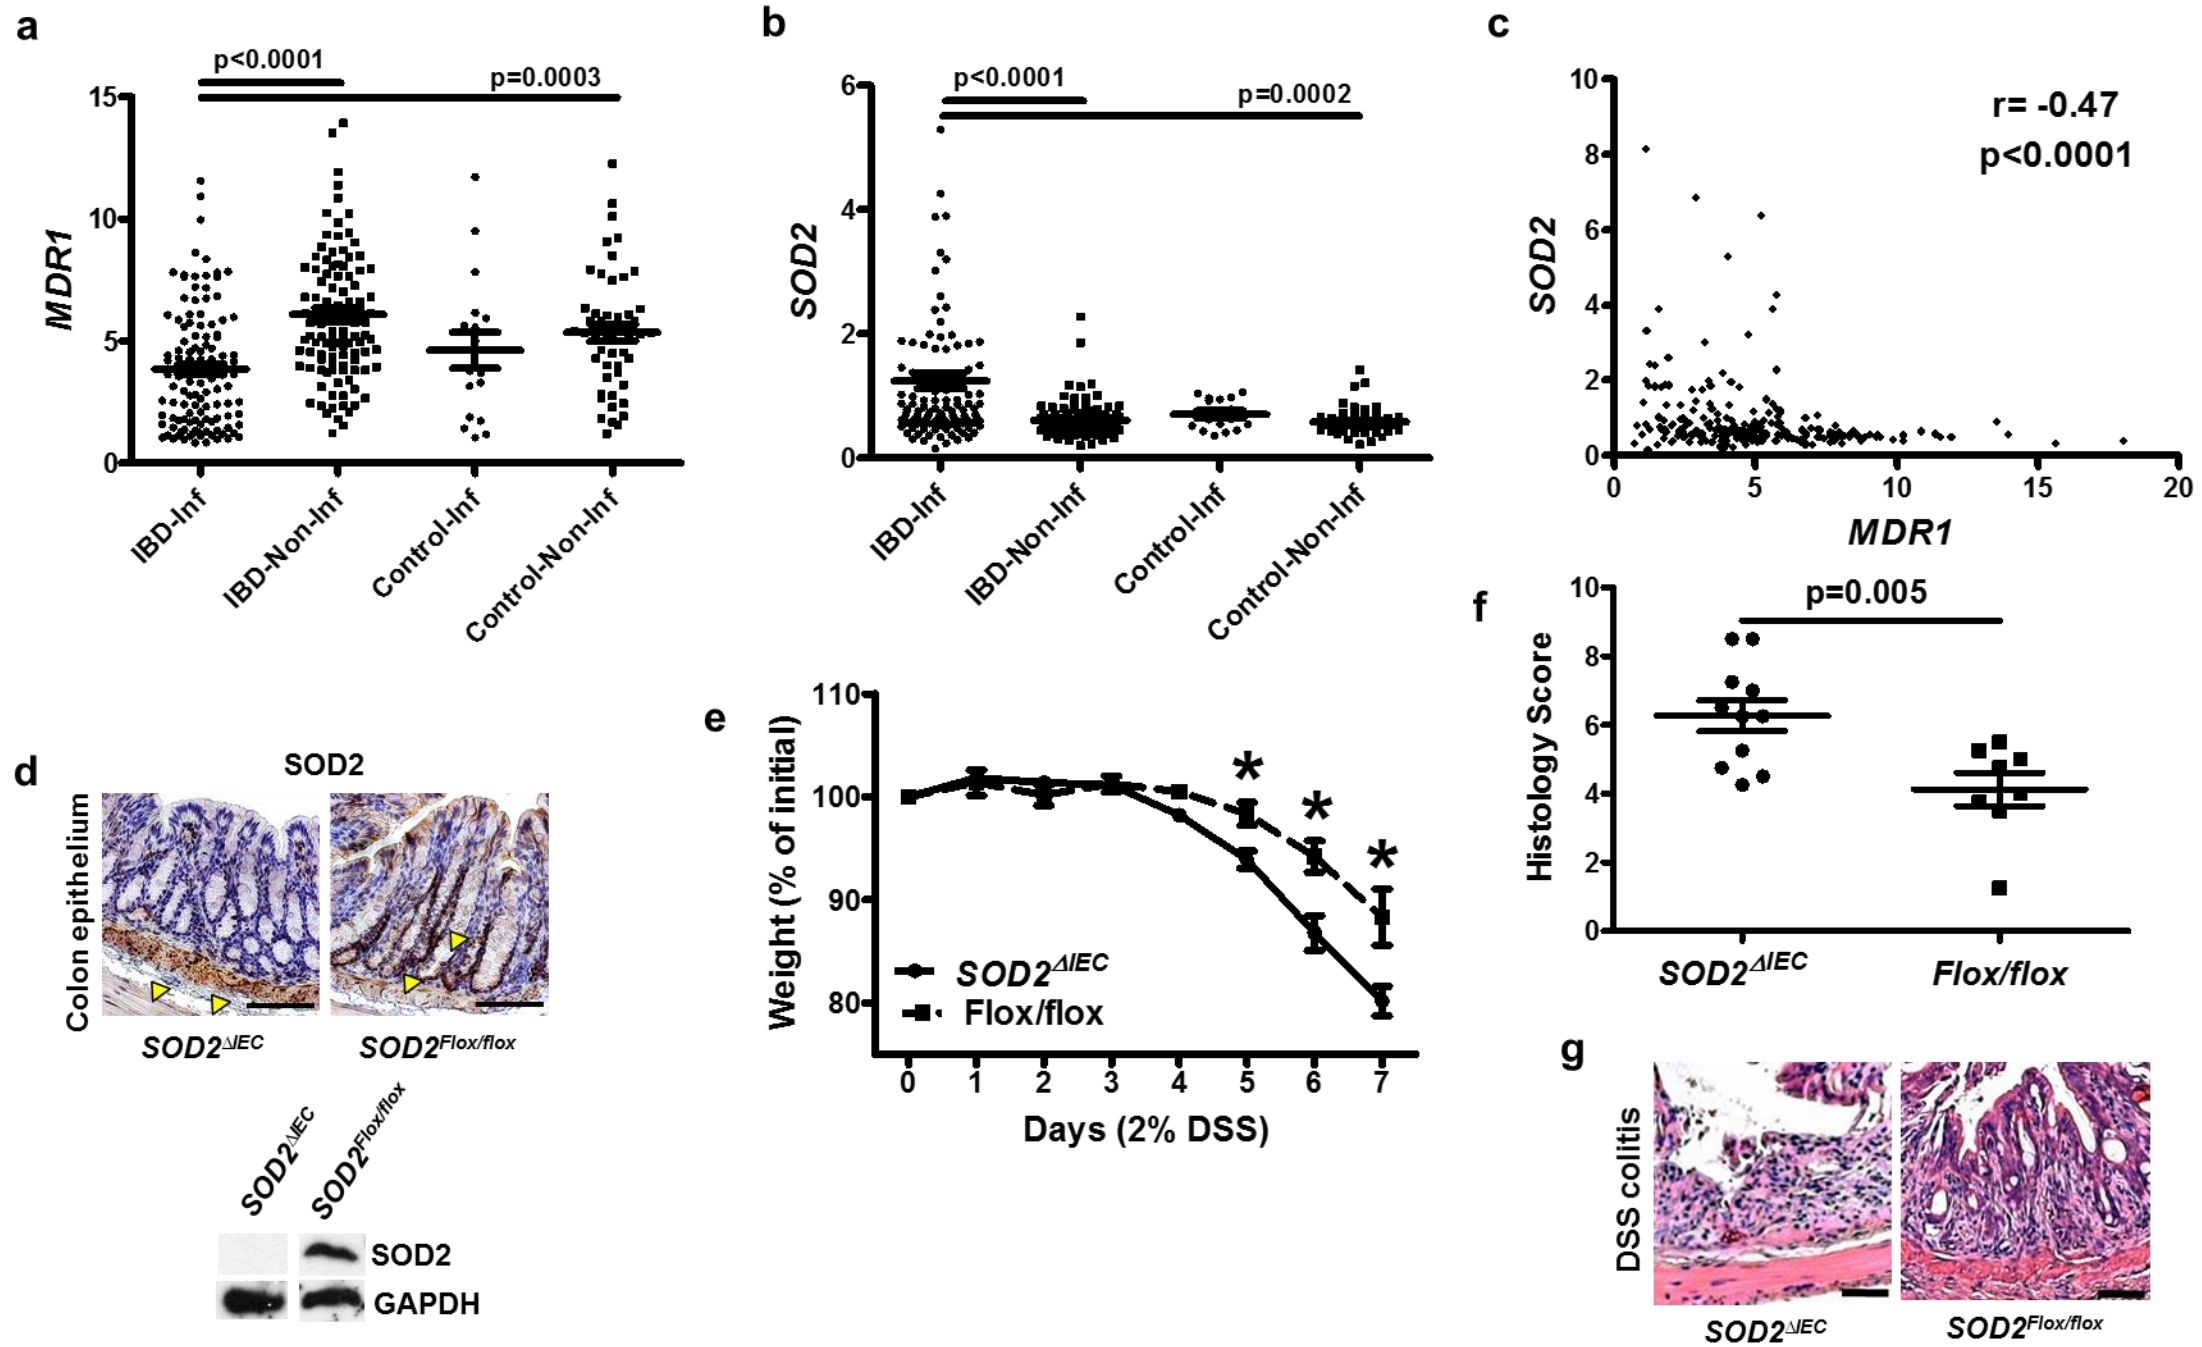 a
p<0.0001
p=0.0003
15
10
5
0
MDR1
IBD-Inf
IBD-Non-Inf
Control-Inf
Control-Non-Inf
b
p<0.0001
p=0.0002
6
4
2
0
SOD2
IBD-Inf
IBD-Non-Inf
Control-Inf
Control-Non-Inf
c
r= -0.47
p<0.0001
10
8
6
4
2
0
SOD2
0 5 10 15 20
MDR1
d
SOD2
Colon epithelium
SOD2ΔIEC
SOD2Flox/flox
SOD2ΔIEC
SOD2Flox/flox
SOD2
GAPDH
e
110
100
90
80
Weight (% of initial)
*
*
*
SOD2ΔIEC
Flox/flox
0 1 2 3 4 5 6 7
Days (2% DSS)
f
p=0.005
10
8
6
4
2
0
Histology Score
SOD2ΔIEC
Flox/flox
g
DSS colitis
SOD2ΔIEC
SOD2Flox/flox